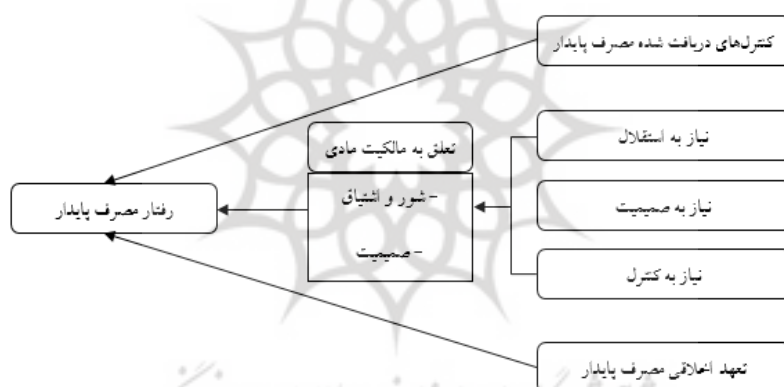 کنترل‌های دریافت شده مصرف پایدار
نیاز به استقلال
تعلق به مالکیت مادی
- شور و اشتیاق
نیاز به صمیمیت
رفتار مصرف پایدار
- صمیمیت
نیاز به کنترل
تعهد اخلاقی مصرف پایدار